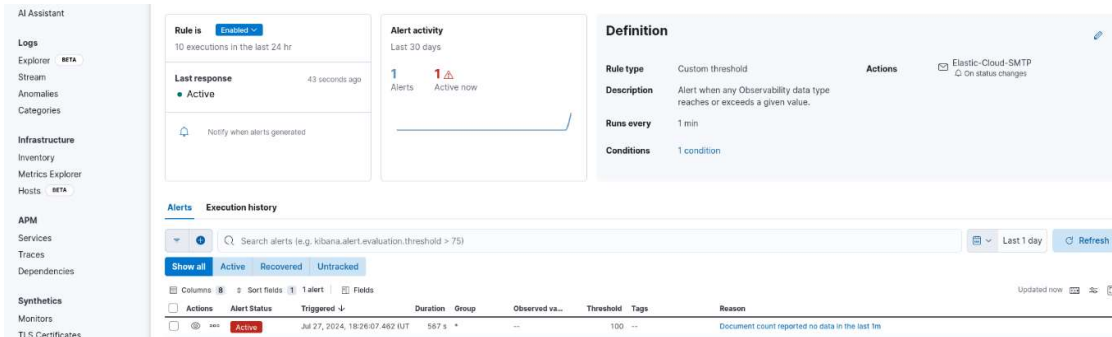 AI Assistant
Logs
Explorer BETA
Stream
Anomalies
Categories
Infrastructure
Inventory
Metrics Explorer
Hosts BETA
APM
Services
Traces
Dependencies
Synthetics
Monitors
TLS Certificates
Rule is Enabled
10 executions in the last 24 hr
Last response 43 seconds ago
Active
Notify when alerts generated
Alert activity
Last 30 days
1 1
Alerts Active now
Definition
Rule type Custom threshold
Description Alert when any Observability data type
reaches or exceeds a given value.
Runs every 1 min
Conditions 1 condition
Actions Elastic-Cloud-SMTP
On status changes
Alerts Execution history
Search alerts (e.g. kibana.alert.evaluation.threshold > 75)
Last 1 day Refresh
Show all Active Recovered Untracked
Columns 8 Sort fields 1 1 alert Fields
Updated now
Actions Alert Status Triggered ↓ Duration Group Observed va... Threshold Tags Reason
Active Jul 27, 2024, 18:26:07.462 (UT 567 s * -- 100 -- Document count reported no data in the last 1m